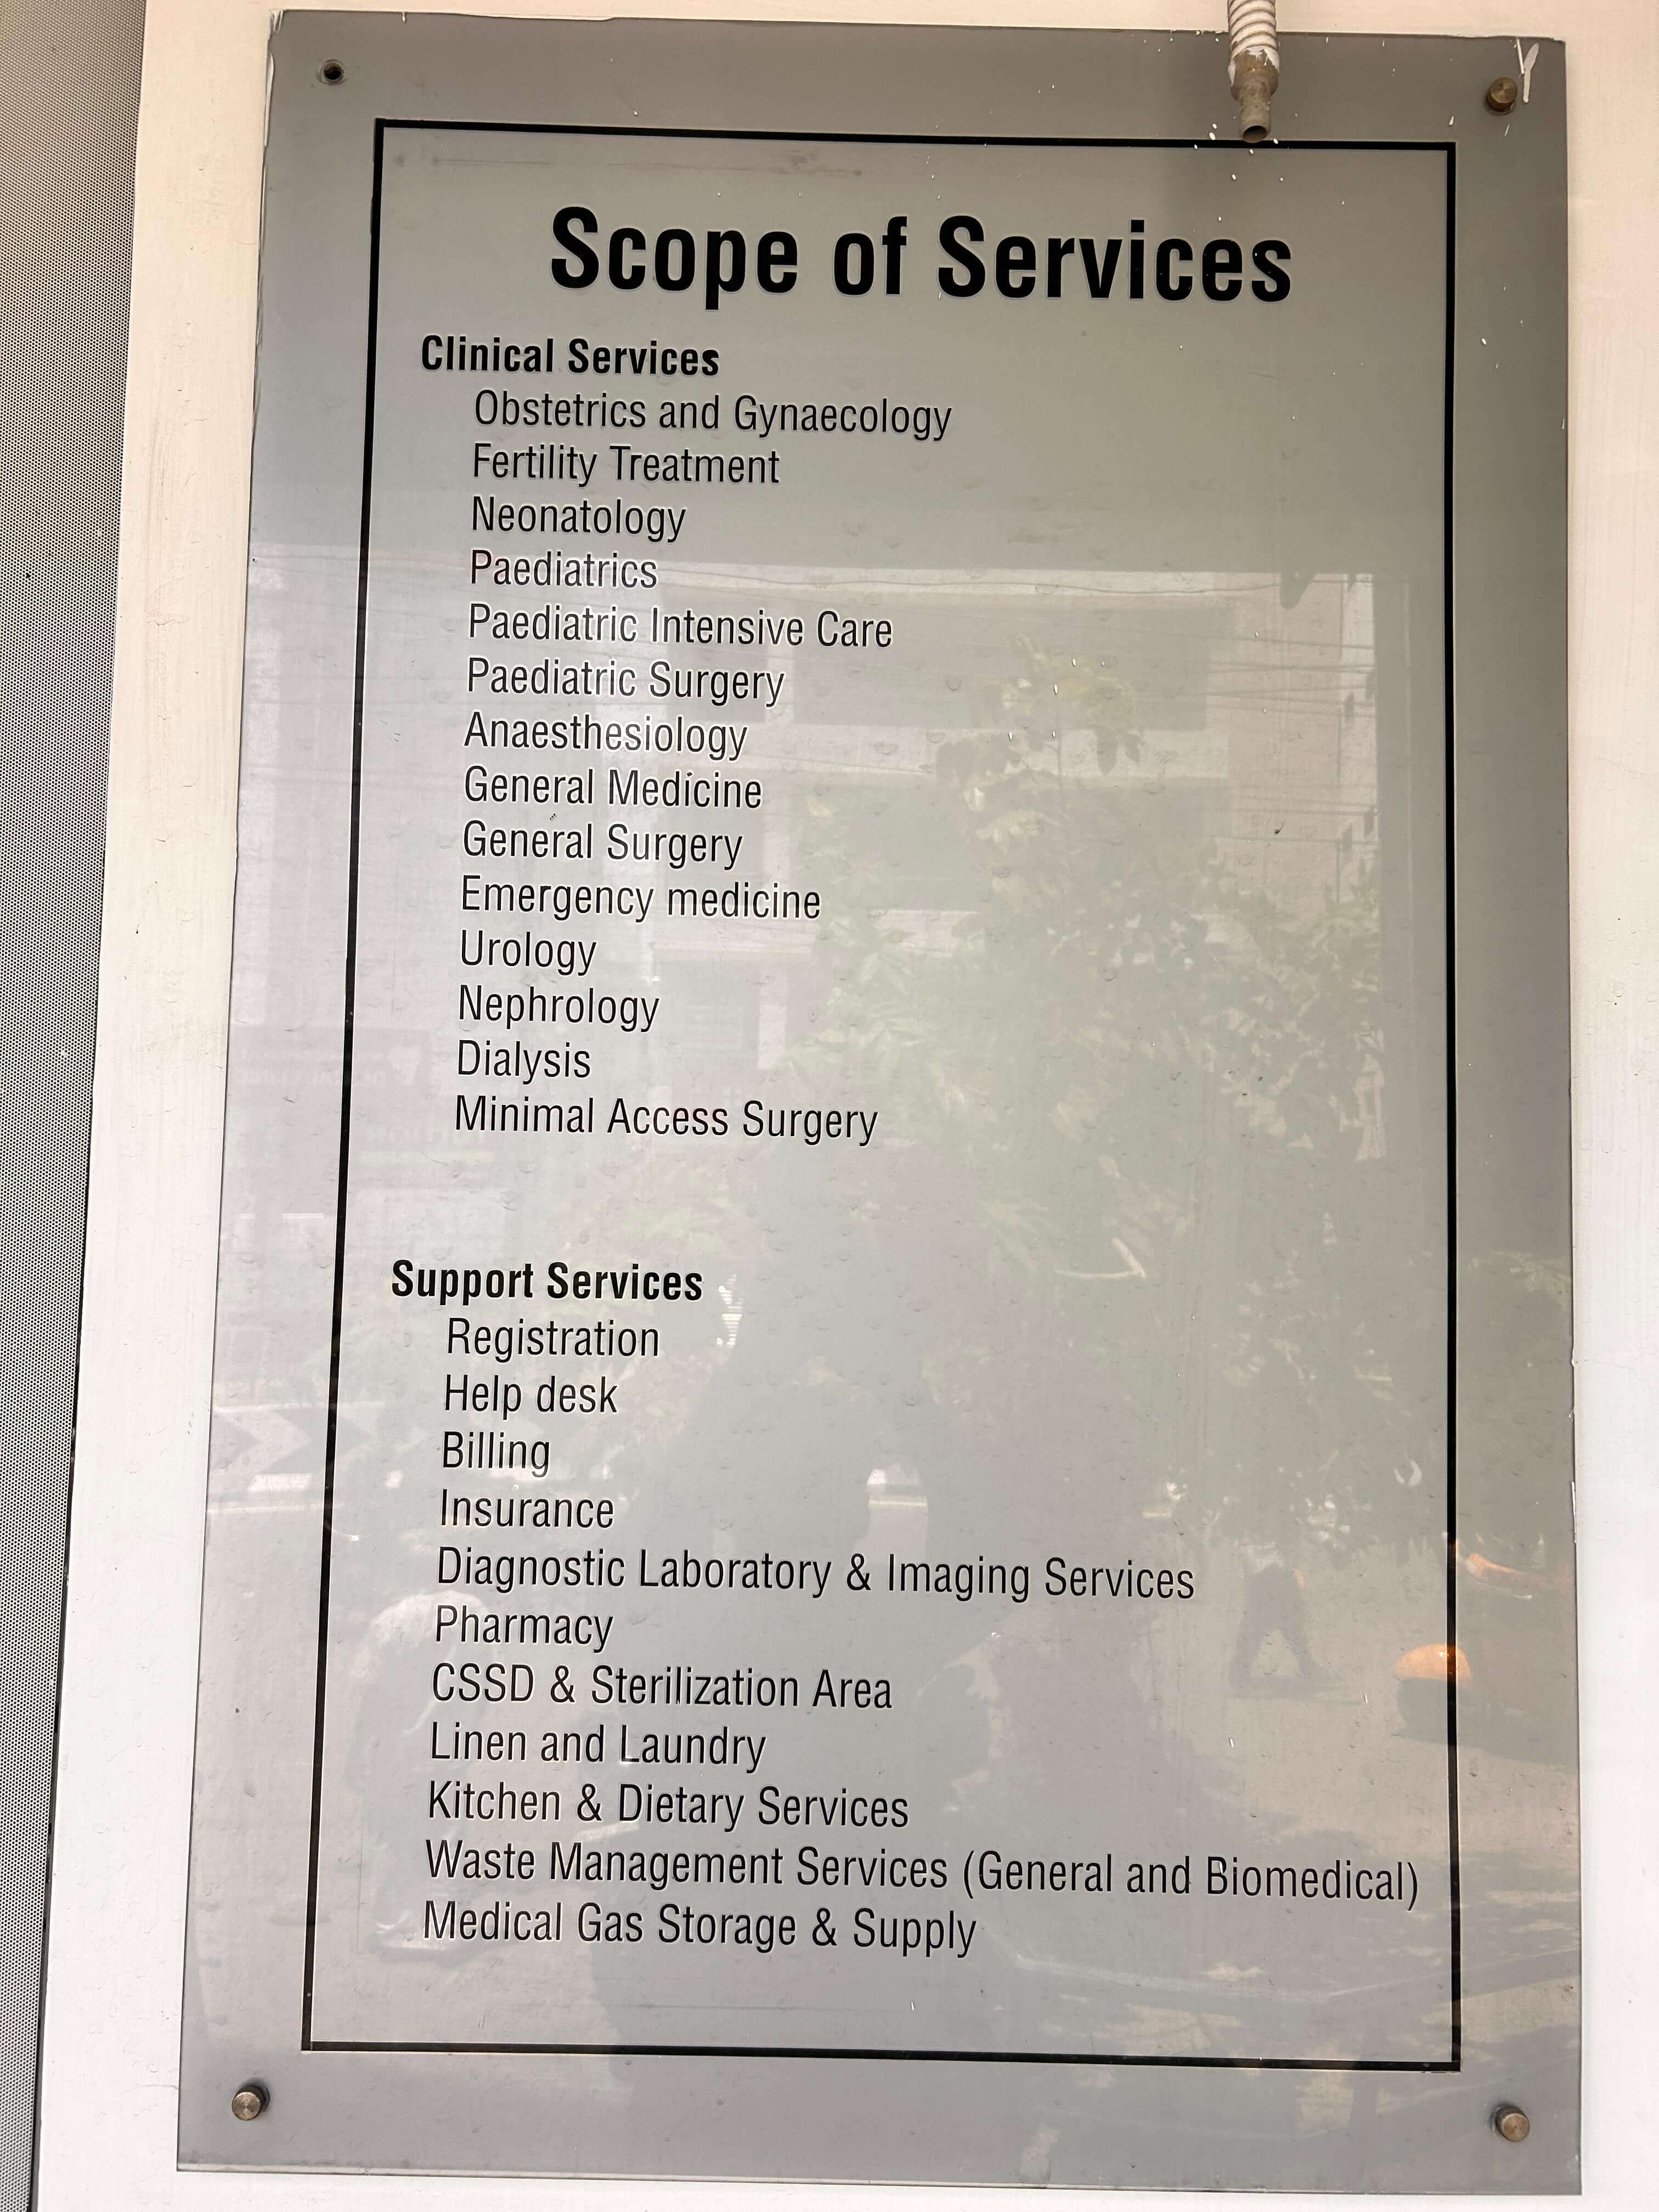 Scope of Services
Clinical Services
Obstetrics and Gynaecology
Fertility Treatment
Neonatology
Paediatrics
Paediatric Intensive Care
Paediatric Surgery
Anaesthesiology
General Medicine
General Surgery
Emergency medicine
Urology
Nephrology
Dialysis
Minimal Access Surgery
Support Services
Registration
Help desk
Billing
Insurance
Diagnostic Laboratory & Imaging Services
Pharmacy
CSSD & Sterilization Area
Linen and Laundry
Kitchen & Dietary Services
Waste Management Services (General and Biomedical)
Medical Gas Storage & Supply